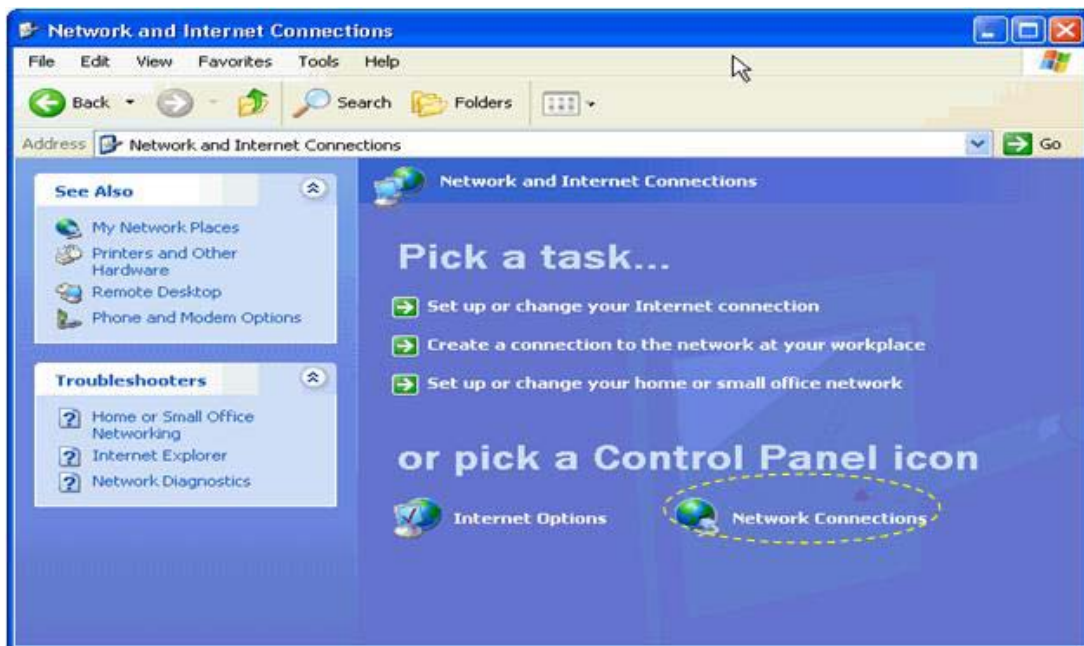 Network and Internet Connections
File Edit View Favorites Tools Help
Back Search Folders
Address Network and Internet Connections Go
See Also
My Network Places
Printers and Other
Hardware
Remote Desktop
Phone and Modem Options
Troubleshooters
Home or Small Office
Networking
Internet Explorer
Network Diagnostics
Network and Internet Connections
Pick a task...
Set up or change your Internet connection
Create a connection to the network at your workplace
Set up or change your home or small office network
or pick a Control Panel icon
Internet Options Network Connections